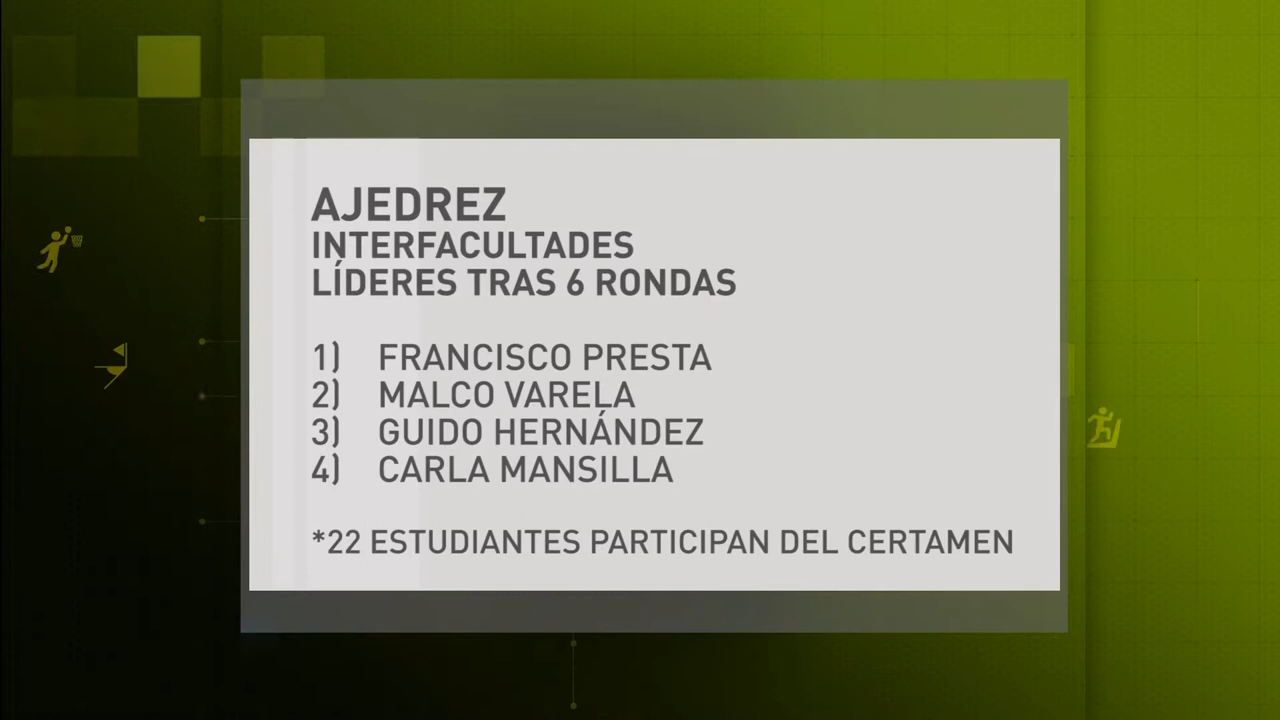 AJEDREZ
INTERFACULTADES
LÍDERES TRAS 6 RONDAS
1) FRANCISCO PRESTA
2) MALCO VARELA
3) GUIDO HERNÁNDEZ
4) CARLA MANSILLA
*22 ESTUDIANTES PARTICIPAN DEL CERTAMEN